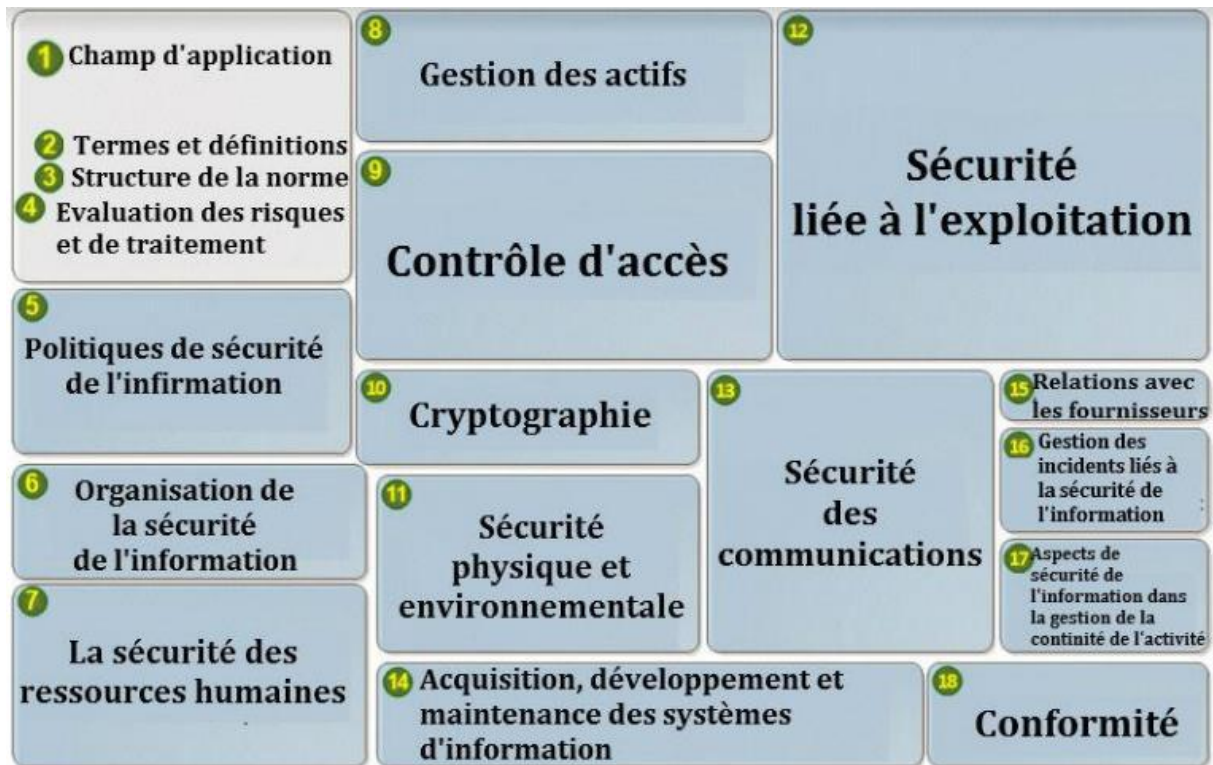 1 Champ d'application
2 Termes et définitions
3 Structure de la norme
4 Evaluation des risques
et de traitement
5
Politiques de sécurité
de l'infirmation
6 Organisation de
la sécurité
de l'information
7
La sécurité des
ressources humaines
8
Gestion des actifs
9
Contrôle d'accès
10
Cryptographie
11
Sécurité
physique et
environnementale
12
Sécurité
liée à l'exploitation
13
Sécurité
des
communications
14 Acquisition, développement et
maintenance des systèmes
d'information
15 Relations avec
les fournisseurs
16 Gestion des
incidents liés à
la sécurité de
l'information
17 Aspects de
sécurité de
l'information dans
la gestion de la
continité de l'activité
18
Conformité